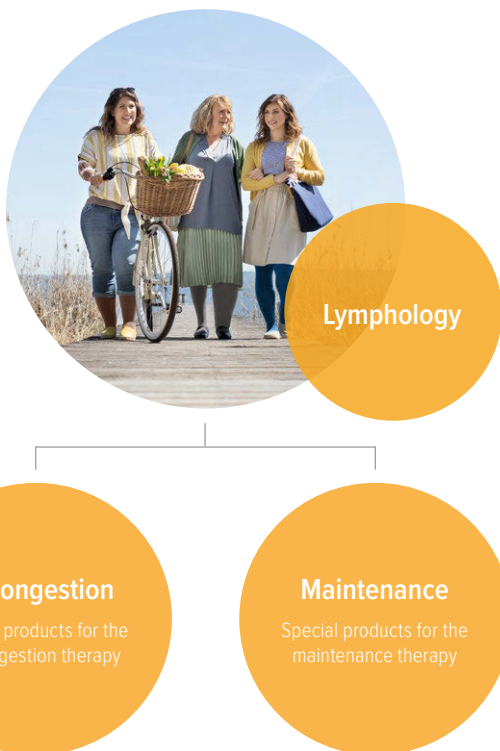 Lymphology
ongestion
products for the
gestion therapy
Maintenance
Special products for the
maintenance therapy